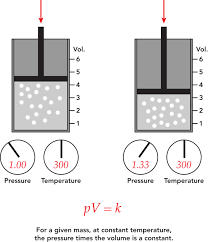 Vol.
6
5
4
3
2
1
Vol.
6
5
4
3
2
1
1.00
300
1.33
300
Pressure Temperature
Pressure Temperature
pV = k
For a given mass, at constant temperature,
the pressure times the volume is a constant.